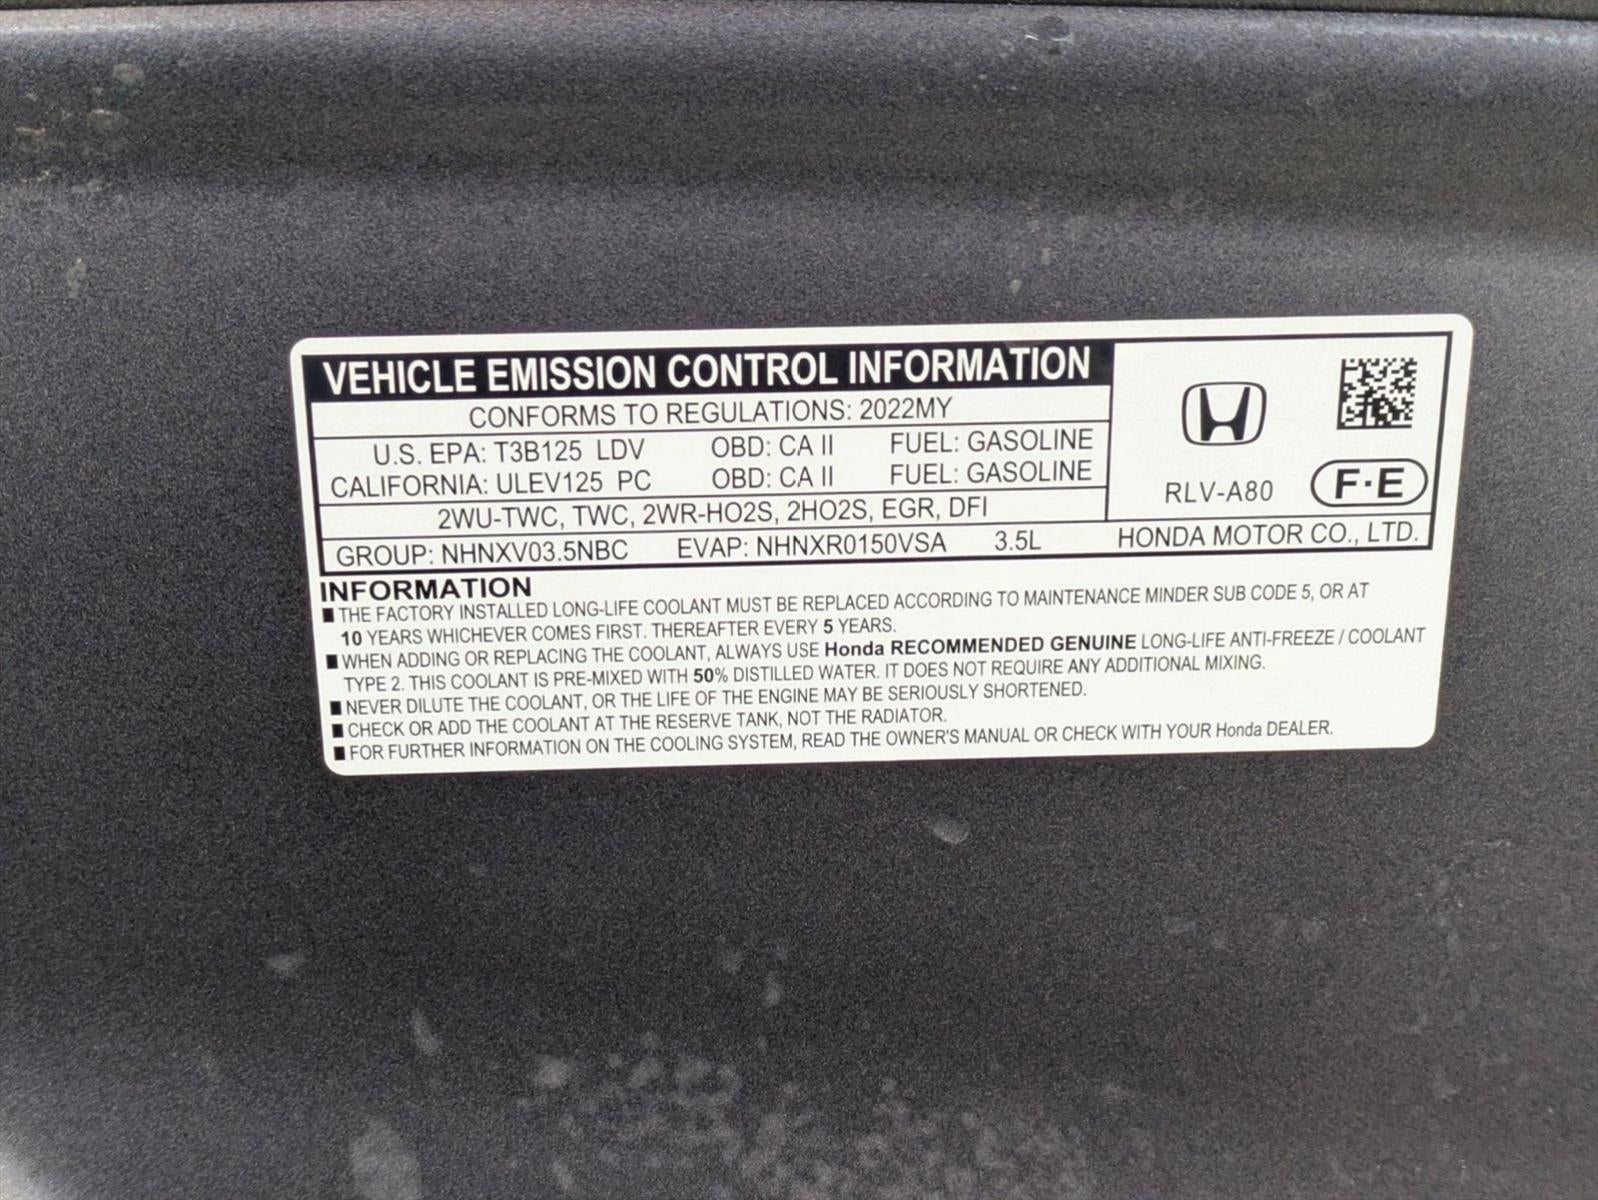 VEHICLE EMISSION CONTROL INFORMATION
CONFORMS TO REGULATIONS: 2022MY
U.S. EPA: T3B125 LDV OBD: CA II FUEL: GASOLINE
CALIFORNIA: ULEV125 PC OBD: CA II FUEL: GASOLINE
2WU-TWC, TWC, 2WR-HO2S, 2HO2S, EGR, DFI
RLV-A80 F·E
GROUP: NHNXV03.5NBC EVAP: NHNXR0150VSA 3.5L HONDA MOTOR CO., LTD.
INFORMATION
■ THE FACTORY INSTALLED LONG-LIFE COOLANT MUST BE REPLACED ACCORDING TO MAINTENANCE MINDER SUB CODE 5, OR AT
10 YEARS WHICHEVER COMES FIRST. THEREAFTER EVERY 5 YEARS.
■ WHEN ADDING OR REPLACING THE COOLANT, ALWAYS USE Honda RECOMMENDED GENUINE LONG-LIFE ANTI-FREEZE / COOLANT
TYPE 2. THIS COOLANT IS PRE-MIXED WITH 50% DISTILLED WATER. IT DOES NOT REQUIRE ANY ADDITIONAL MIXING.
■ NEVER DILUTE THE COOLANT, OR THE LIFE OF THE ENGINE MAY BE SERIOUSLY SHORTENED.
■ CHECK OR ADD THE COOLANT AT THE RESERVE TANK, NOT THE RADIATOR.
■ FOR FURTHER INFORMATION ON THE COOLING SYSTEM, READ THE OWNER'S MANUAL OR CHECK WITH YOUR Honda DEALER.